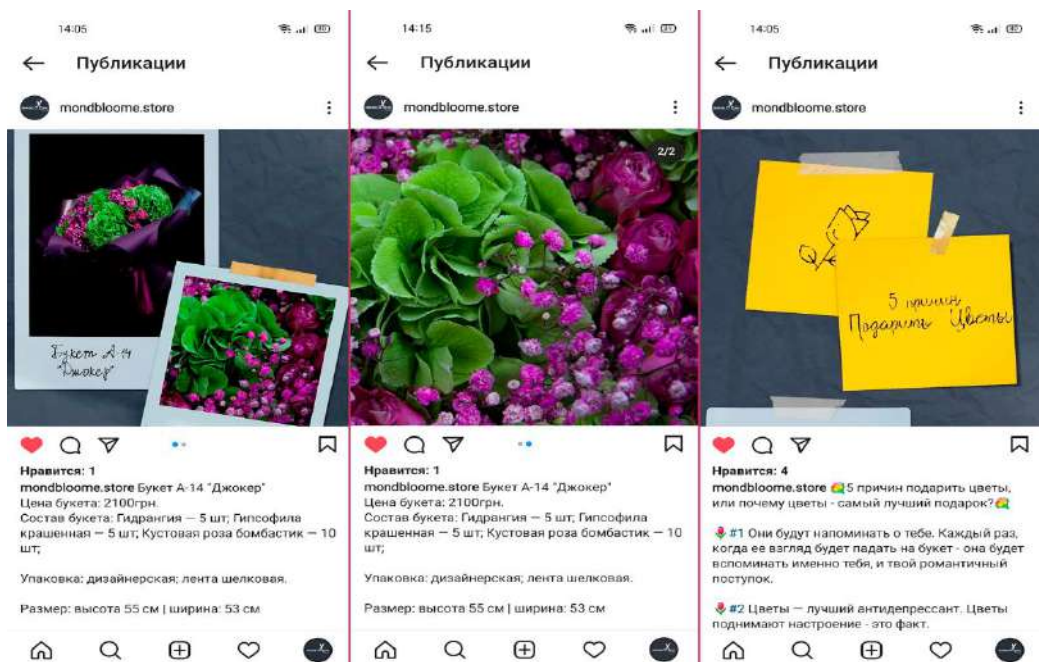 14:05
Публикации
mondbloome.store
Букет А-14
"Джокер"
Нравится: 1
mondbloome.store Букет А-14 "Джокер"
Цена букета: 2100грн.
Состав букета: Гидрангия — 5 шт; Гипсофила
крашенная — 5 шт; Кустовая роза бомбастик — 10
шт;
Упаковка: дизайнерская; лента шелковая.
Размер: высота 55 см | ширина: 53 см
14:15
Публикации
mondbloome.store
2/2
Нравится: 1
mondbloome.store Букет А-14 "Джокер"
Цена букета: 2100грн.
Состав букета: Гидрангия — 5 шт; Гипсофила
крашенная — 5 шт; Кустовая роза бомбастик — 10
шт;
Упаковка: дизайнерская; лента шелковая.
Размер: высота 55 см | ширина: 53 см
14:05
Публикации
mondbloome.store
5 причин
Подарить Цветы
Нравится: 4
mondbloome.store 5 причин подарить цветы,
или почему цветы - самый лучший подарок?
#1 Они будут напоминать о тебе. Каждый раз,
когда ее взгляд будет падать на букет - она будет
вспоминать именно тебя, и твой романтичный
поступок.
#2 Цветы — лучший антидепрессант. Цветы
поднимают настроение - это факт.